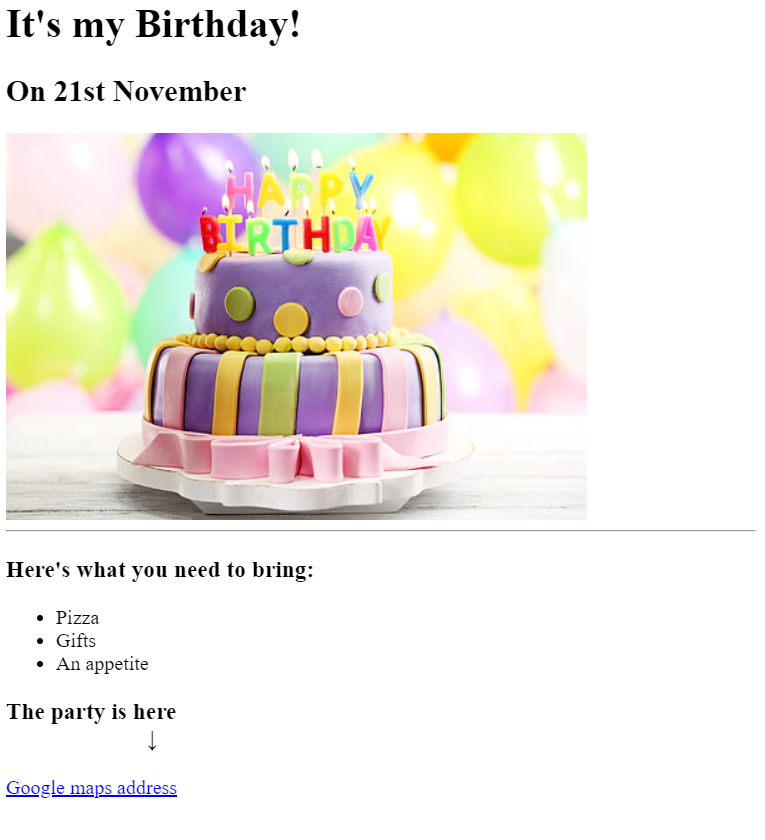 It's my Birthday!
On 21st November
HAPPY
BIRTHDAY
Here's what you need to bring:
Pizza
Gifts
An appetite
The party is here
↓
Google maps address